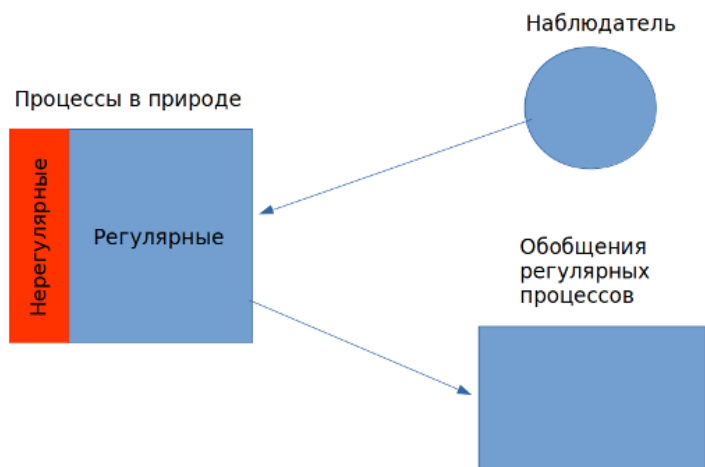 Наблюдатель
Процессы в природе
Нерегулярные
Регулярные
Обобщения
регулярных
процессов